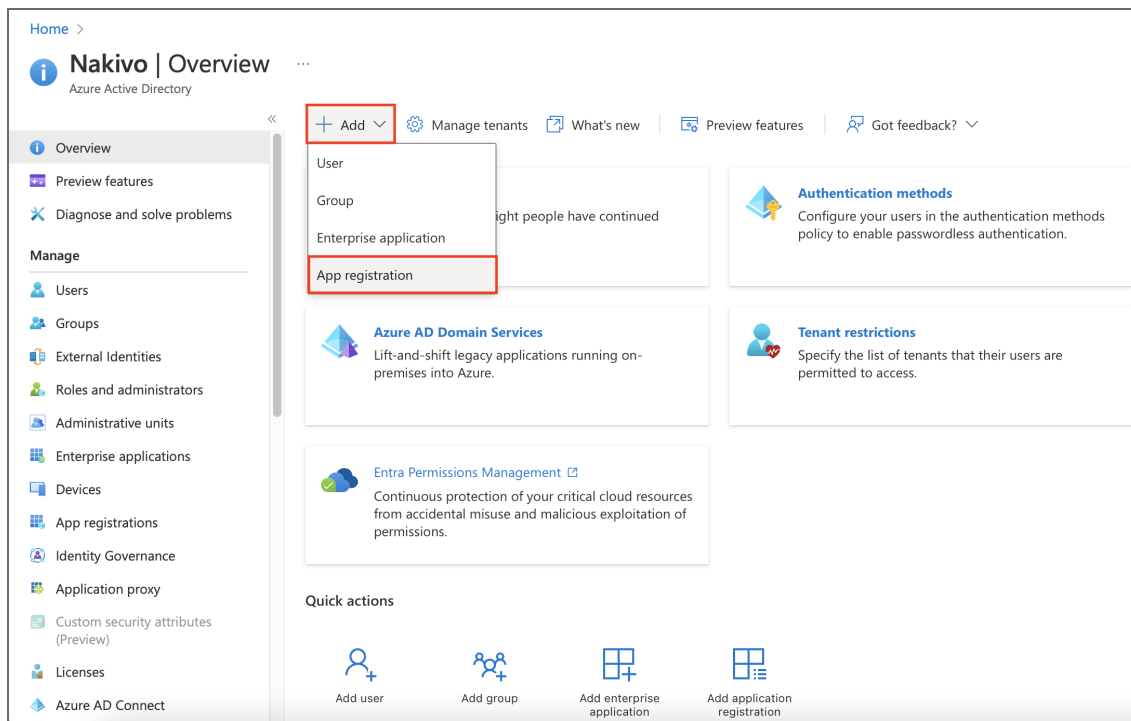 Home >
Nakivo | Overview ...
Azure Active Directory
«
Add
Manage tenants
What's new
Preview features
Got feedback?
Overview
Preview features
Diagnose and solve problems
Manage
Users
Groups
External Identities
Roles and administrators
Administrative units
Enterprise applications
Devices
App registrations
Identity Governance
Application proxy
Custom security attributes
(Preview)
Licenses
Azure AD Connect
User
Group
Enterprise application
App registration
people have continued
Authentication methods
Configure your users in the authentication methods
policy to enable passwordless authentication.
Azure AD Domain Services
Lift-and-shift legacy applications running on-
premises into Azure.
Tenant restrictions
Specify the list of tenants that their users are
permitted to access.
Entra Permissions Management
Continuous protection of your critical cloud resources
from accidental misuse and malicious exploitation of
permissions.
Quick actions
Add user
Add group
Add enterprise
application
Add application
registration